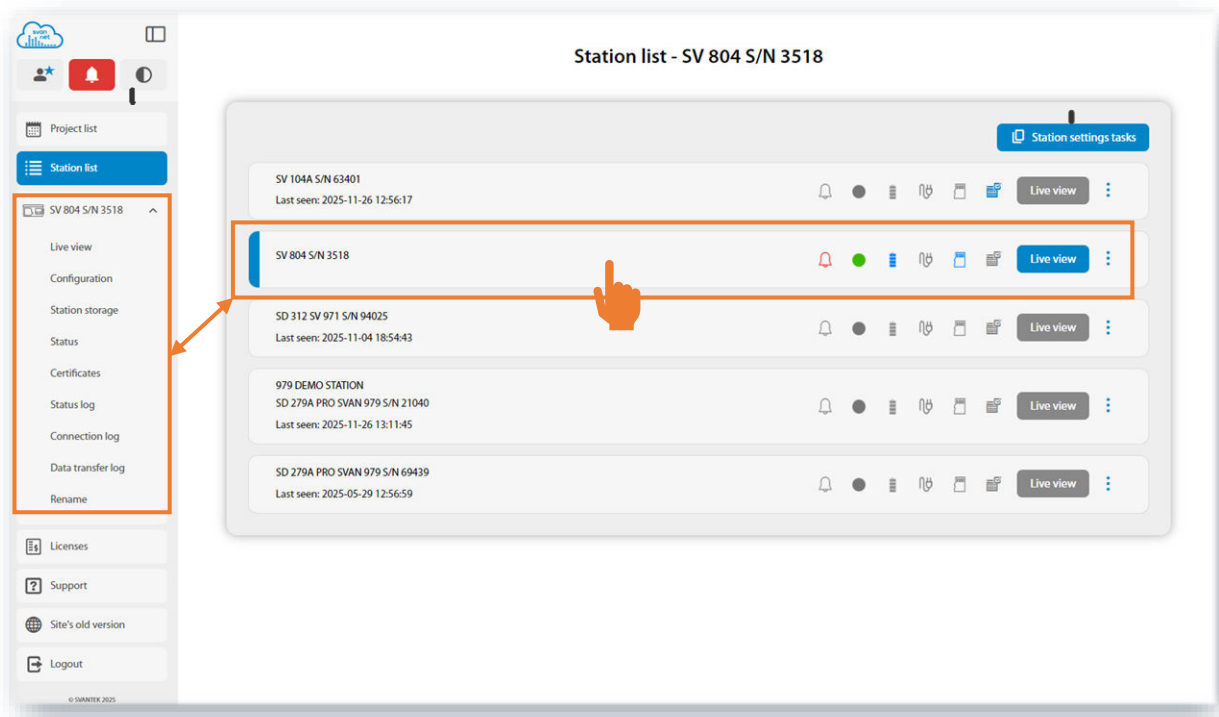 svan
net
Station list - SV 804 S/N 3518
Project list
Station list
SV 804 S/N 3518
Live view
Configuration
Station storage
Status
Certificates
Status log
Connection log
Data transfer log
Rename
Licenses
Support
Site's old version
Logout
© SVANTEK 2025
Station settings tasks
SV 104A S/N 63401
Last seen: 2025-11-26 12:56:17
Live view
SV 804 S/N 3518
Live view
SD 312 SV 971 S/N 94025
Last seen: 2025-11-04 18:54:43
Live view
979 DEMO STATION
SD 279A PRO SVAN 979 S/N 21040
Last seen: 2025-11-26 13:11:45
Live view
SD 279A PRO SVAN 979 S/N 69439
Last seen: 2025-05-29 12:56:59
Live view